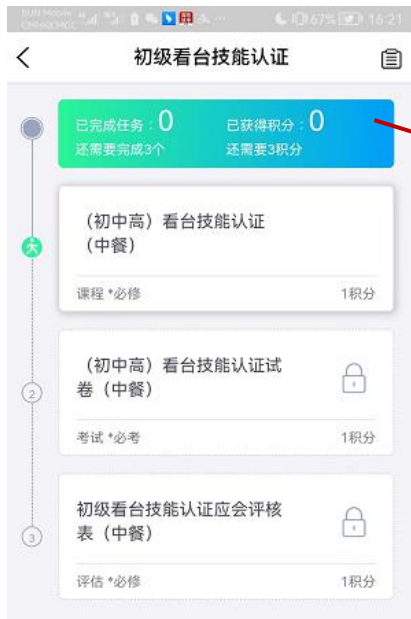 67% 16:21
初级看台技能认证
已完成任务：0 已获得积分：0
还需要完成3个 还需要3积分
（初中高）看台技能认证
（中餐）
课程 *必修 1积分
（初中高）看台技能认证试
卷（中餐）
2
考试 *必考 1积分
初级看台技能认证应会评核
表（中餐）
3
评估 *必修 1积分